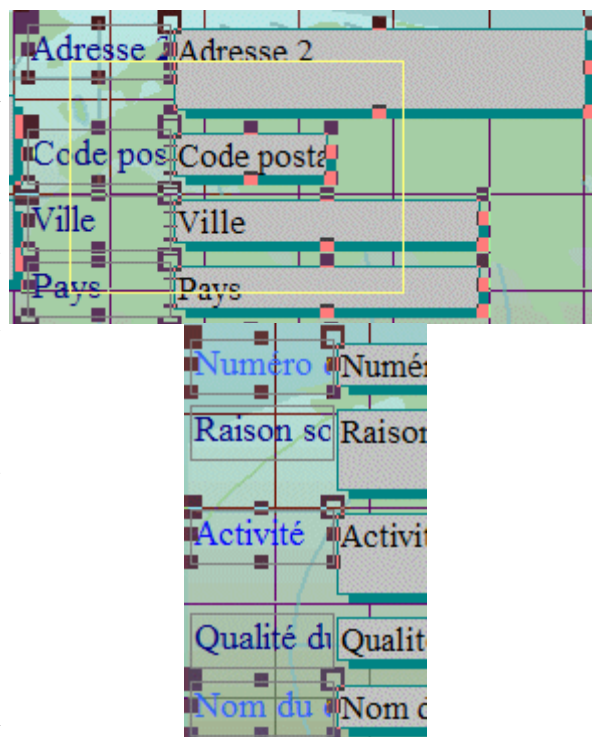 Adresse 2 Adresse 2
Code pos Code posta
Ville Ville
Pays Pays
Numéro Numér
Raison so Raison
Activité Activit
Qualité du Qualit
Nom du Nom d